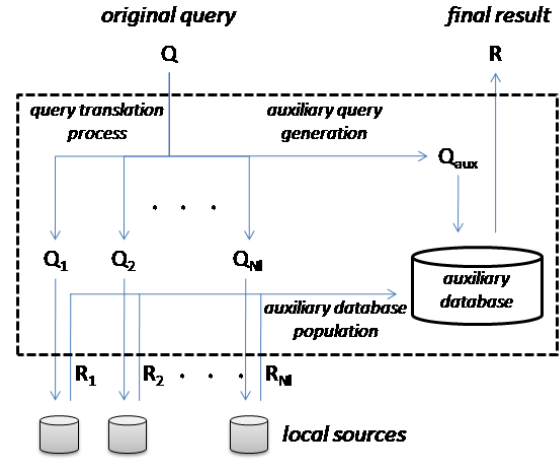 original query
final result
Q
R
query translation
process
auxiliary query
generation
Qaux
. . .
Q1
Q2
QNl
auxiliary
database
auxiliary database
population
R1
R2
. . .
RNl
local sources